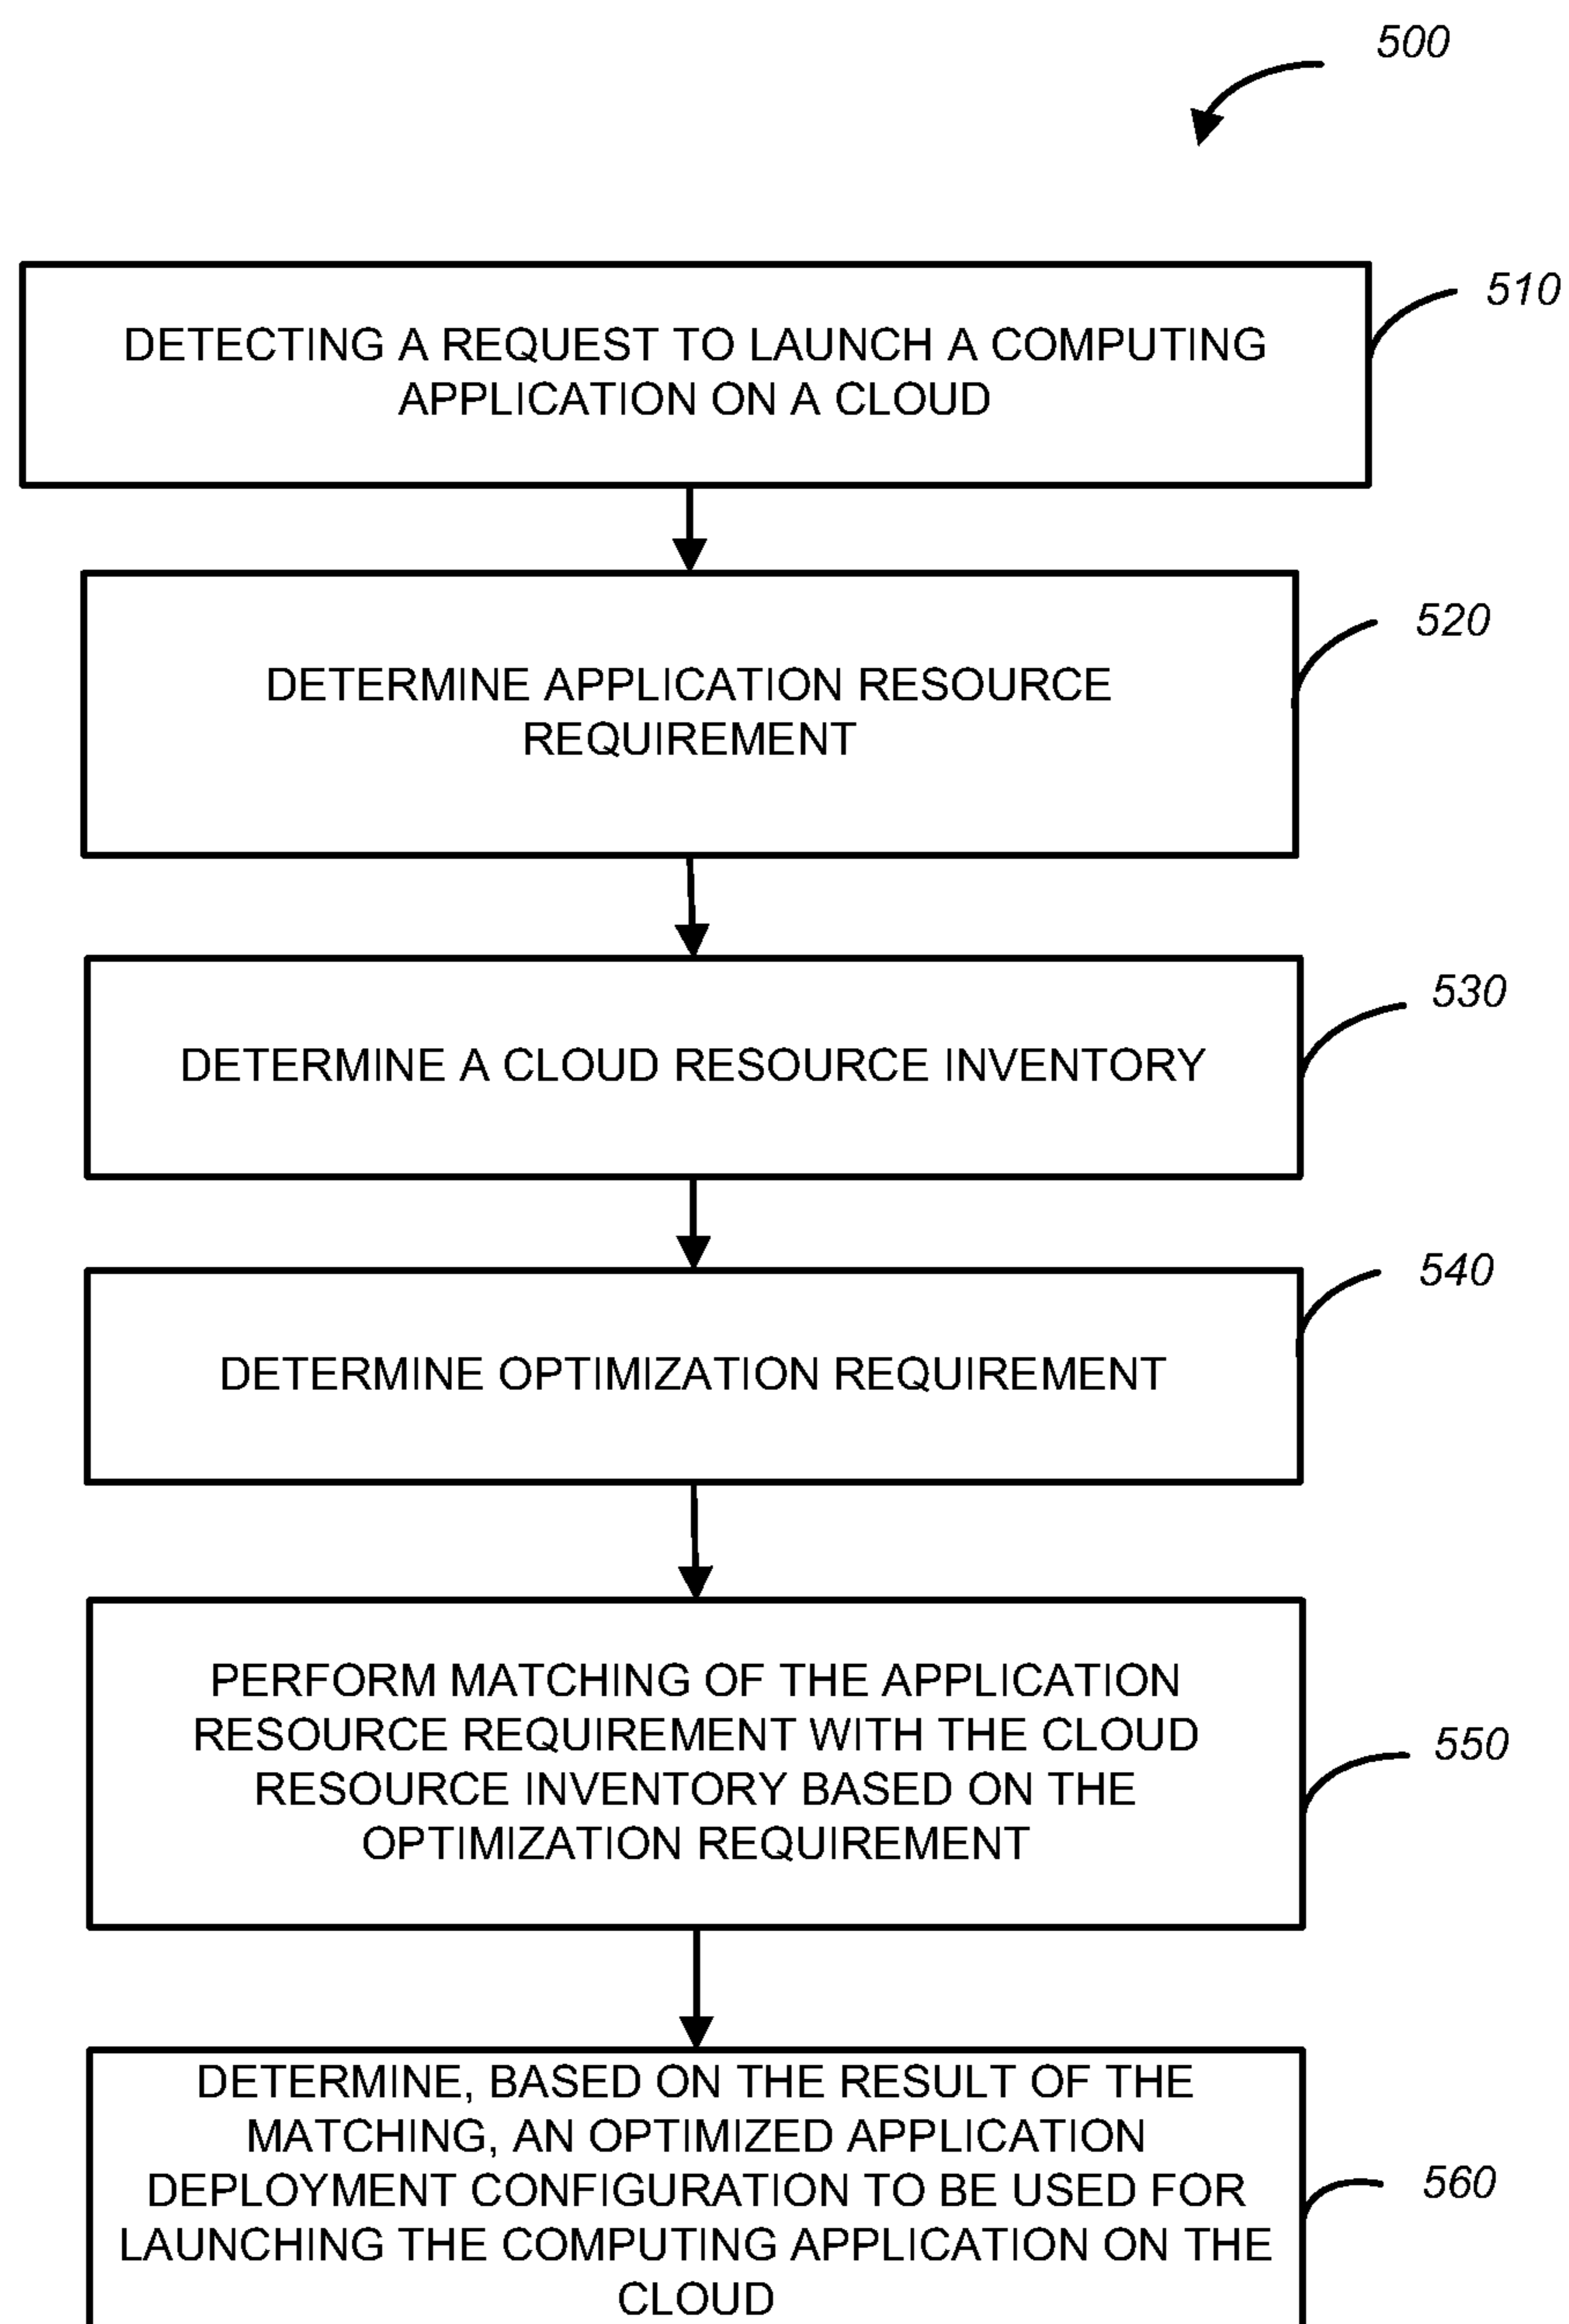 500
510
DETECTING A REQUEST TO LAUNCH A COMPUTING
APPLICATION ON A CLOUD
520
DETERMINE APPLICATION RESOURCE
REQUIREMENT
530
DETERMINE A CLOUD RESOURCE INVENTORY
540
DETERMINE OPTIMIZATION REQUIREMENT
PERFORM MATCHING OF THE APPLICATION
RESOURCE REQUIREMENT WITH THE CLOUD
550
RESOURCE INVENTORY BASED ON THE
OPTIMIZATION REQUIREMENT
DETERMINE, BASED ON THE RESULT OF THE
MATCHING, AN OPTIMIZED APPLICATION
DEPLOYMENT CONFIGURATION TO BE USED FOR
560
LAUNCHING THE COMPUTING APPLICATION ON THE
CLOUD